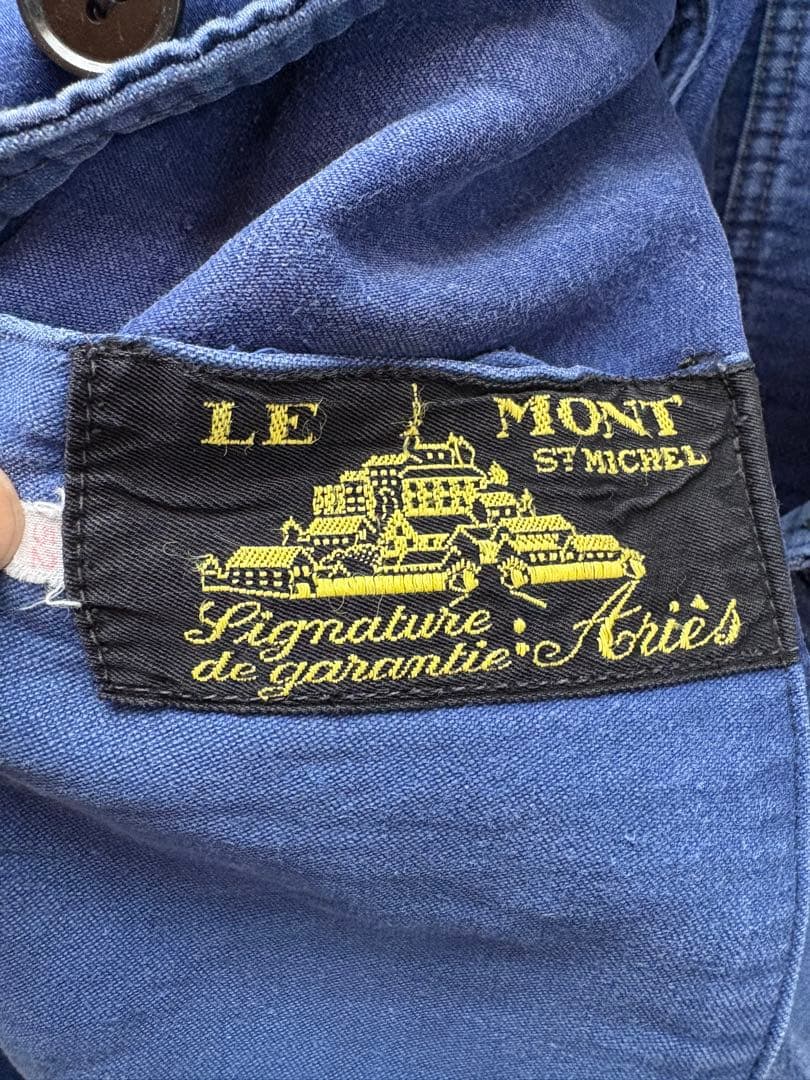 LE MONT
ST MICHEL
Signature
de garantie: Ariès